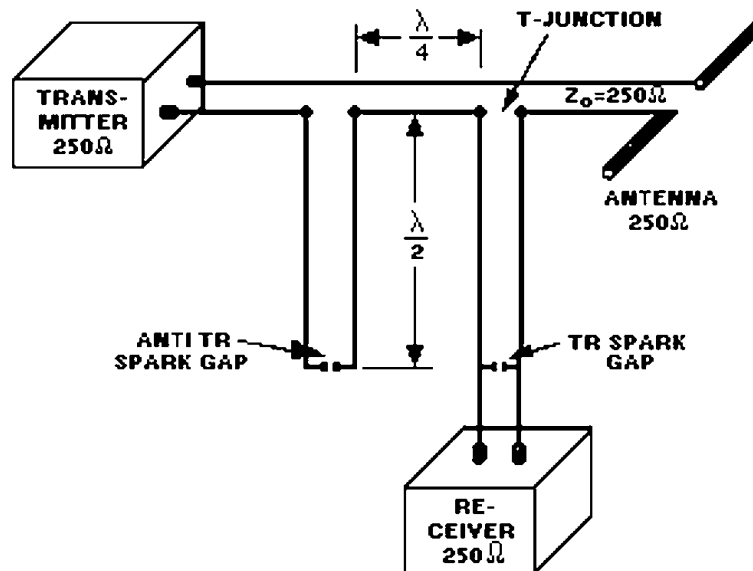 λ
4
T-JUNCTION
TRANS-
MITTER
250Ω
Z₀=250Ω
ANTENNA
250Ω
λ
2
ANTI TR
SPARK GAP
TR SPARK
GAP
RE-
CEIVER
250Ω